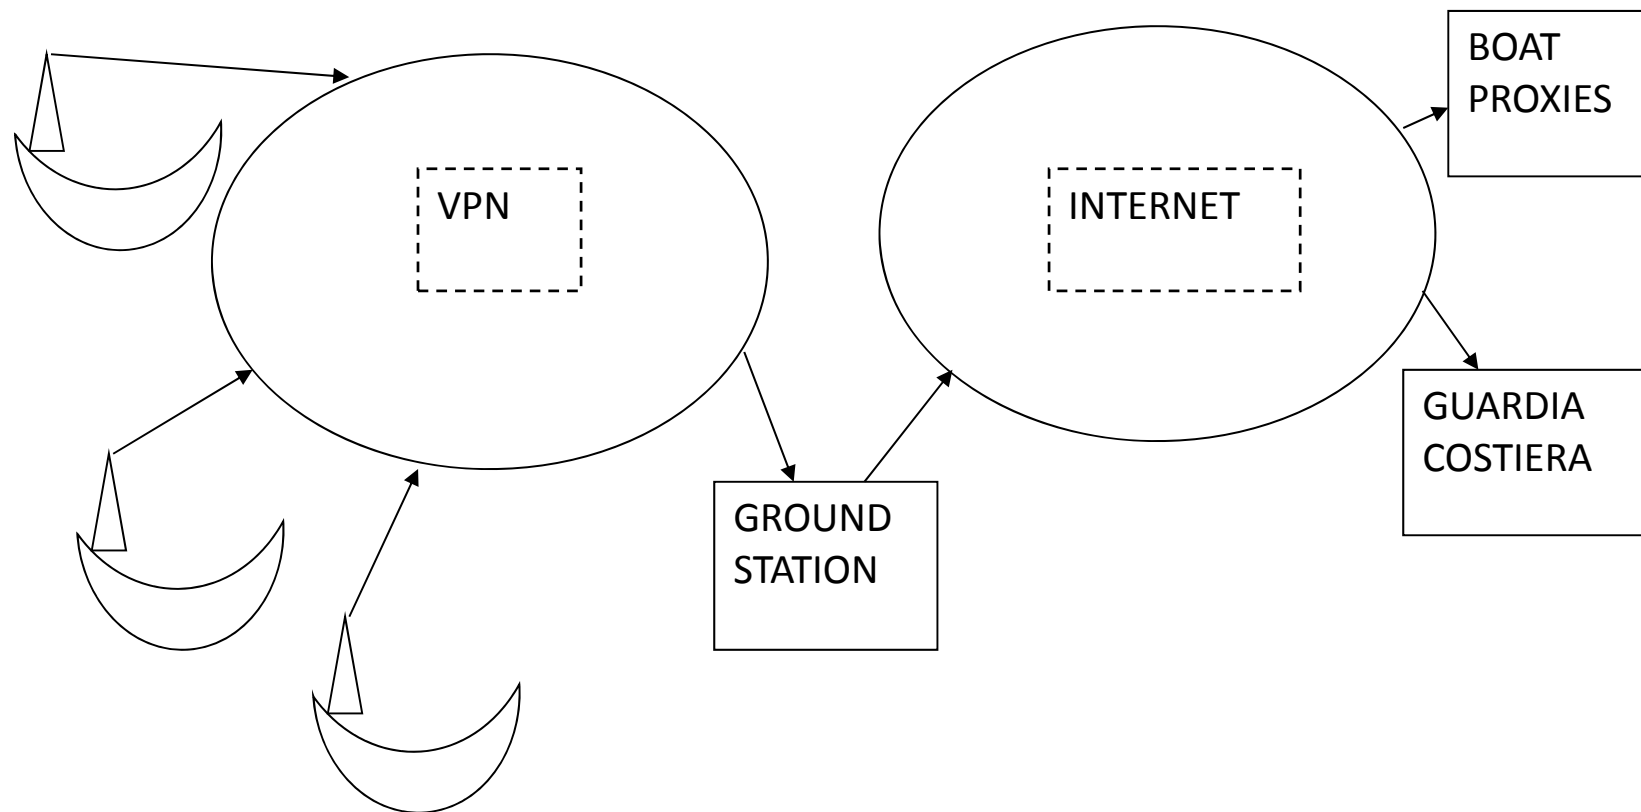 BOAT
PROXIES
VPN
INTERNET
GUARDIA
COSTIERA
GROUND
STATION